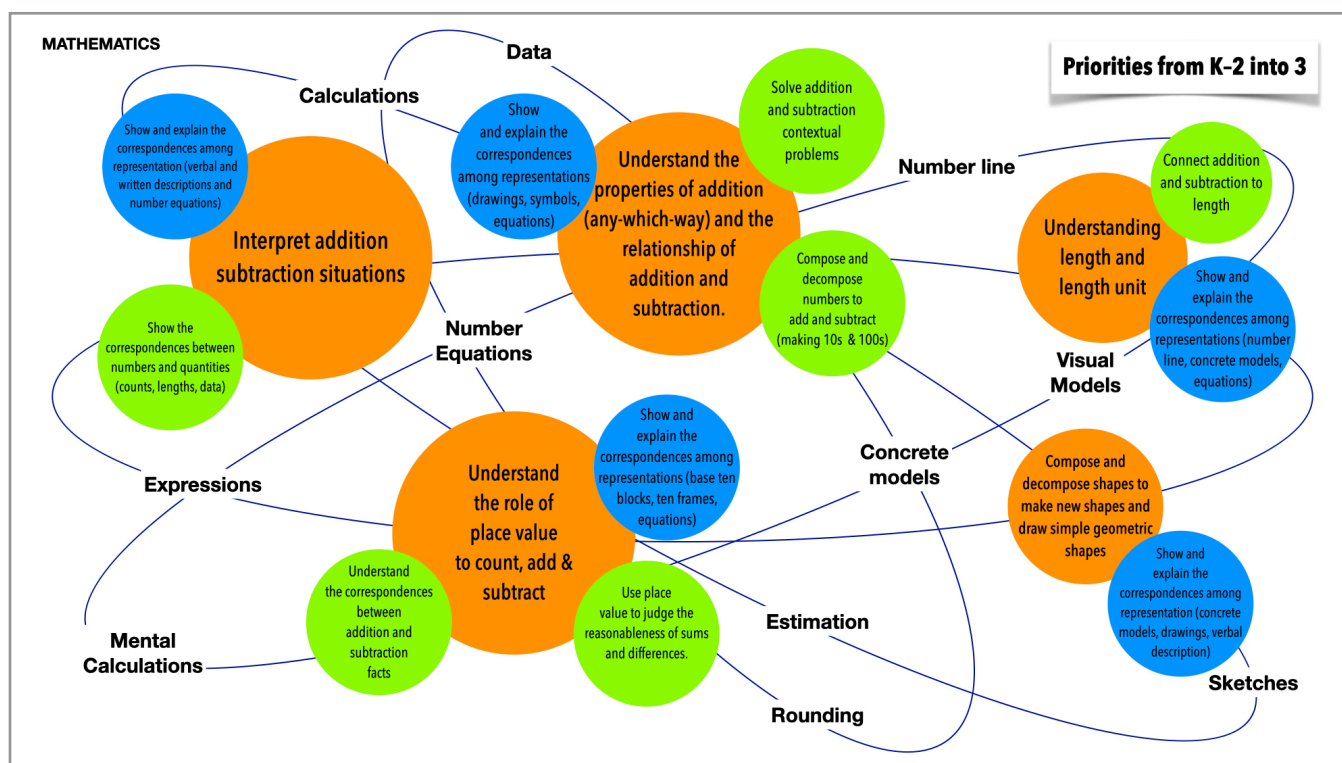 MATHEMATICS
Priorities from K–2 into 3
Data
Calculations
Show and explain the
correspondences among
representation (verbal and
written descriptions and
number equations)
Interpret addition
subtraction situations
Show the
correspondences between
numbers and quantities
(counts, lengths, data)
Show
and explain the
correspondences
among representations
(drawings, symbols,
equations)
Understand the
properties of addition
(any-which-way) and the
relationship of
addition and
subtraction.
Solve addition
and subtraction
contextual
problems
Compose and
decompose
numbers to
add and subtract
(making 10s & 100s)
Number line
Connect addition
and subtraction to
length
Understanding
length and
length unit
Show and
explain the
correspondences among
representations (number
line, concrete models,
equations)
Number
Equations
Visual
Models
Expressions
Understand
the role of
place value
to count, add &
subtract
Show and
explain the
correspondences among
representations (base ten
blocks, ten frames,
equations)
Concrete
models
Compose and
decompose shapes to
make new shapes and
draw simple geometric
shapes
Show and
explain the
correspondences among
representation (concrete
models, drawings, verbal
description)
Understand
the correspondences
between
addition and
subtraction
facts
Use place
value to judge the
reasonableness of sums
and differences.
Mental
Calculations
Estimation
Rounding
Sketches